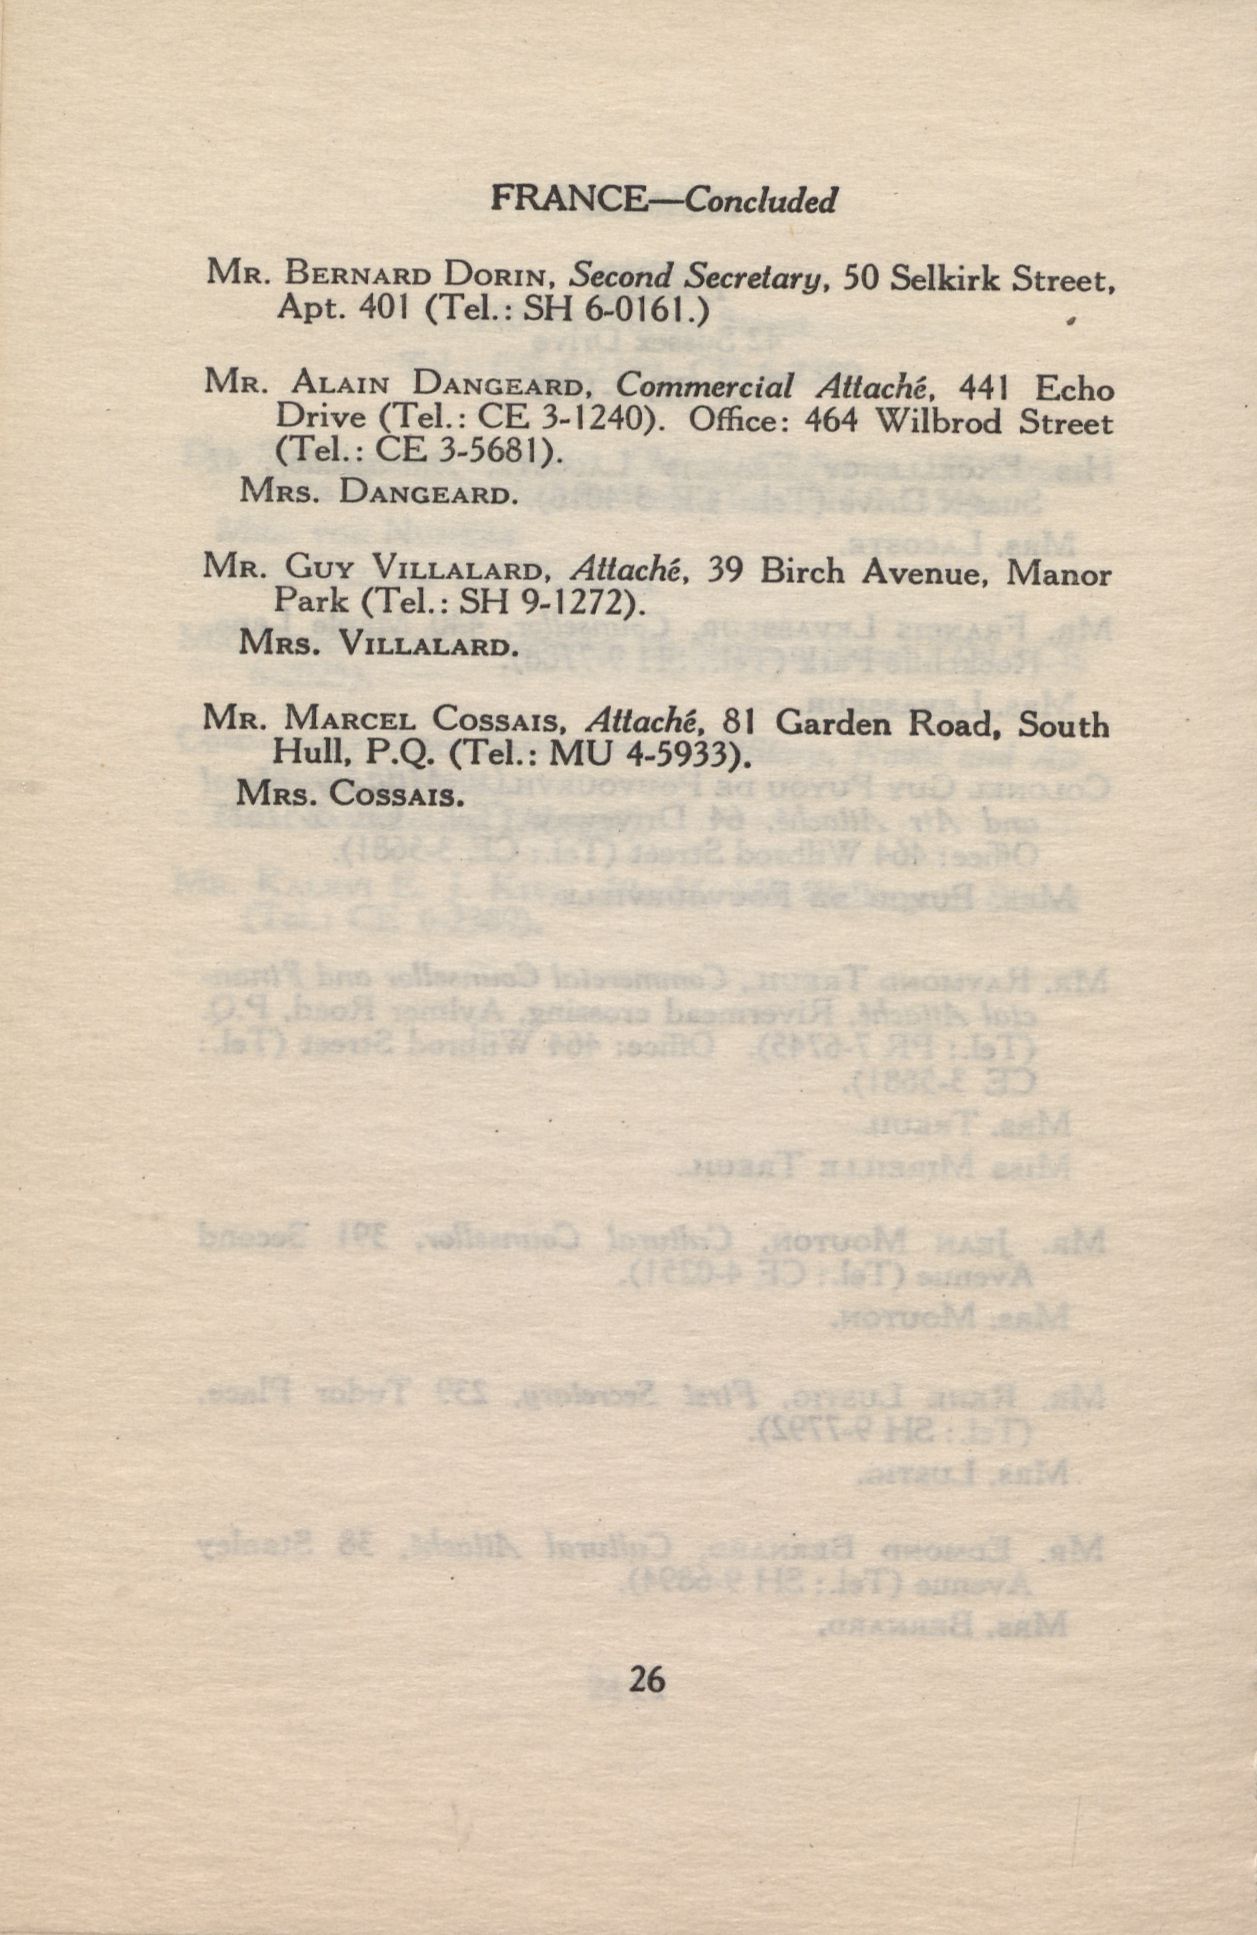 FRANCE—Concluded
MR. BERNARD DORIN, Second Secretary, 50 Selkirk Street,
Apt. 401 (Tel.: SH 6-0161.)
MR. ALAIN DANGEARD, Commercial Attaché, 441 Echo
Drive (Tel.: CE 3-1240). Office: 464 Wilbrod Street
(Tel.: CE 3-5681).
MRS. DANGEARD.
MR. GUY VILLALARD, Attaché, 39 Birch Avenue, Manor
Park (Tel.: SH 9-1272).
MRS. VILLALARD.
MR. MARCEL COSSAIS, Attaché, 81 Garden Road, South
Hull, P.Q. (Tel.: MU 4-5933).
MRS. COSSAIS.
26